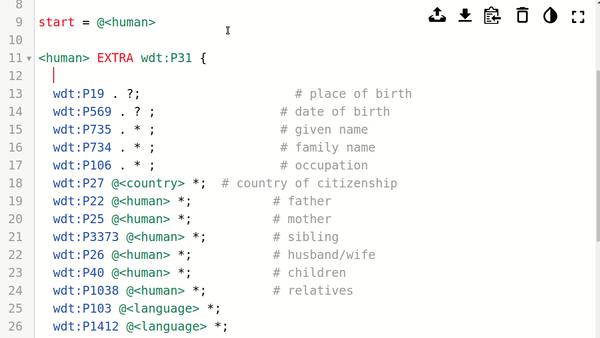 8
9 start = @<human>
10
11 <human> EXTRA wdt:P31 {
12
13 wdt:P19 . ?; # place of birth
14 wdt:P569 . ? ; # date of birth
15 wdt:P735 . * ; # given name
16 wdt:P734 . * ; # family name
17 wdt:P106 . * ; # occupation
18 wdt:P27 @<country> *; # country of citizenship
19 wdt:P22 @<human> *; # father
20 wdt:P25 @<human> *; # mother
21 wdt:P3373 @<human> *; # sibling
22 wdt:P26 @<human> *; # husband/wife
23 wdt:P40 @<human> *; # children
24 wdt:P1038 @<human> *; # relatives
25 wdt:P103 @<language> *;
26 wdt:P1412 @<language> *;